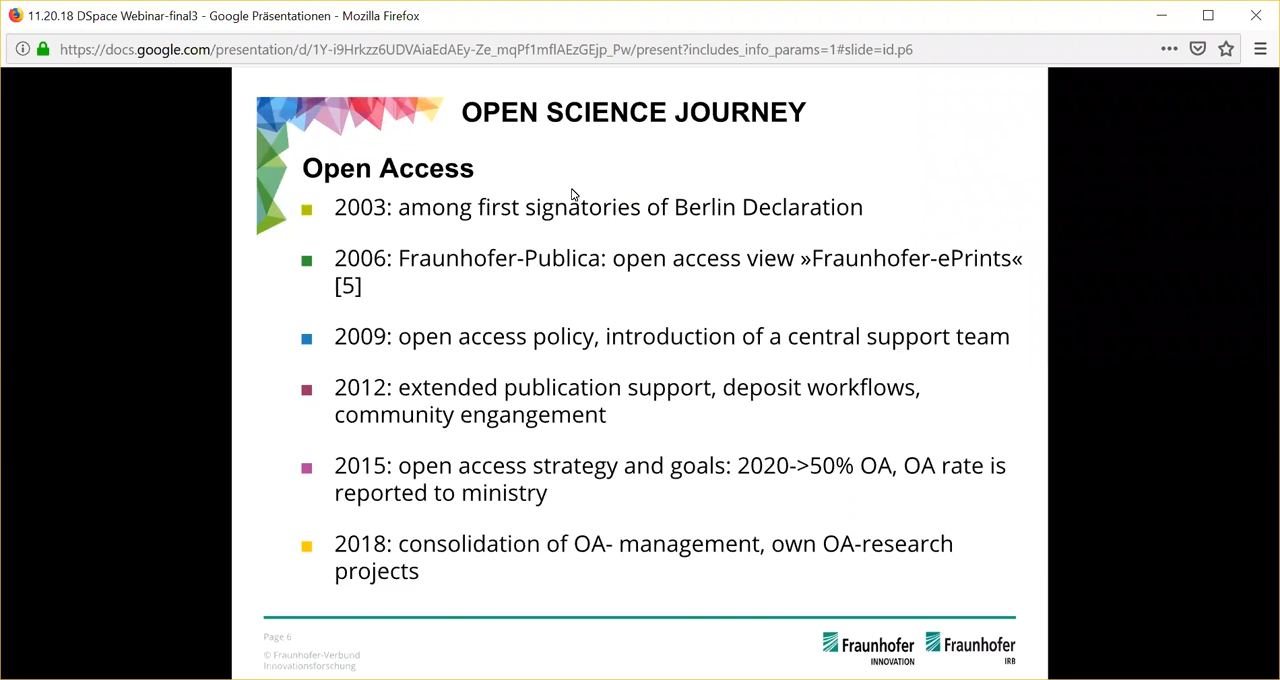 11.20.18 DSpace Webinar-final3 - Google Präsentationen - Mozilla Firefox
https://docs.google.com/presentation/d/1Y-i9Hrkzz6UDVAiaEdAEy-Ze_mqPf1mflAEzGEjp_Pw/present?includes_info_params=1#slide=id.p6
OPEN SCIENCE JOURNEY
Open Access
2003: among first signatories of Berlin Declaration
2006: Fraunhofer-Publica: open access view »Fraunhofer-ePrints«
[5]
2009: open access policy, introduction of a central support team
2012: extended publication support, deposit workflows,
community engangement
2015: open access strategy and goals: 2020->50% OA, OA rate is
reported to ministry
2018: consolidation of OA- management, own OA-research
projects
Page 6
© Fraunhofer-Verbund
Innovationsforschung
Fraunhofer
INNOVATION
Fraunhofer
IRB